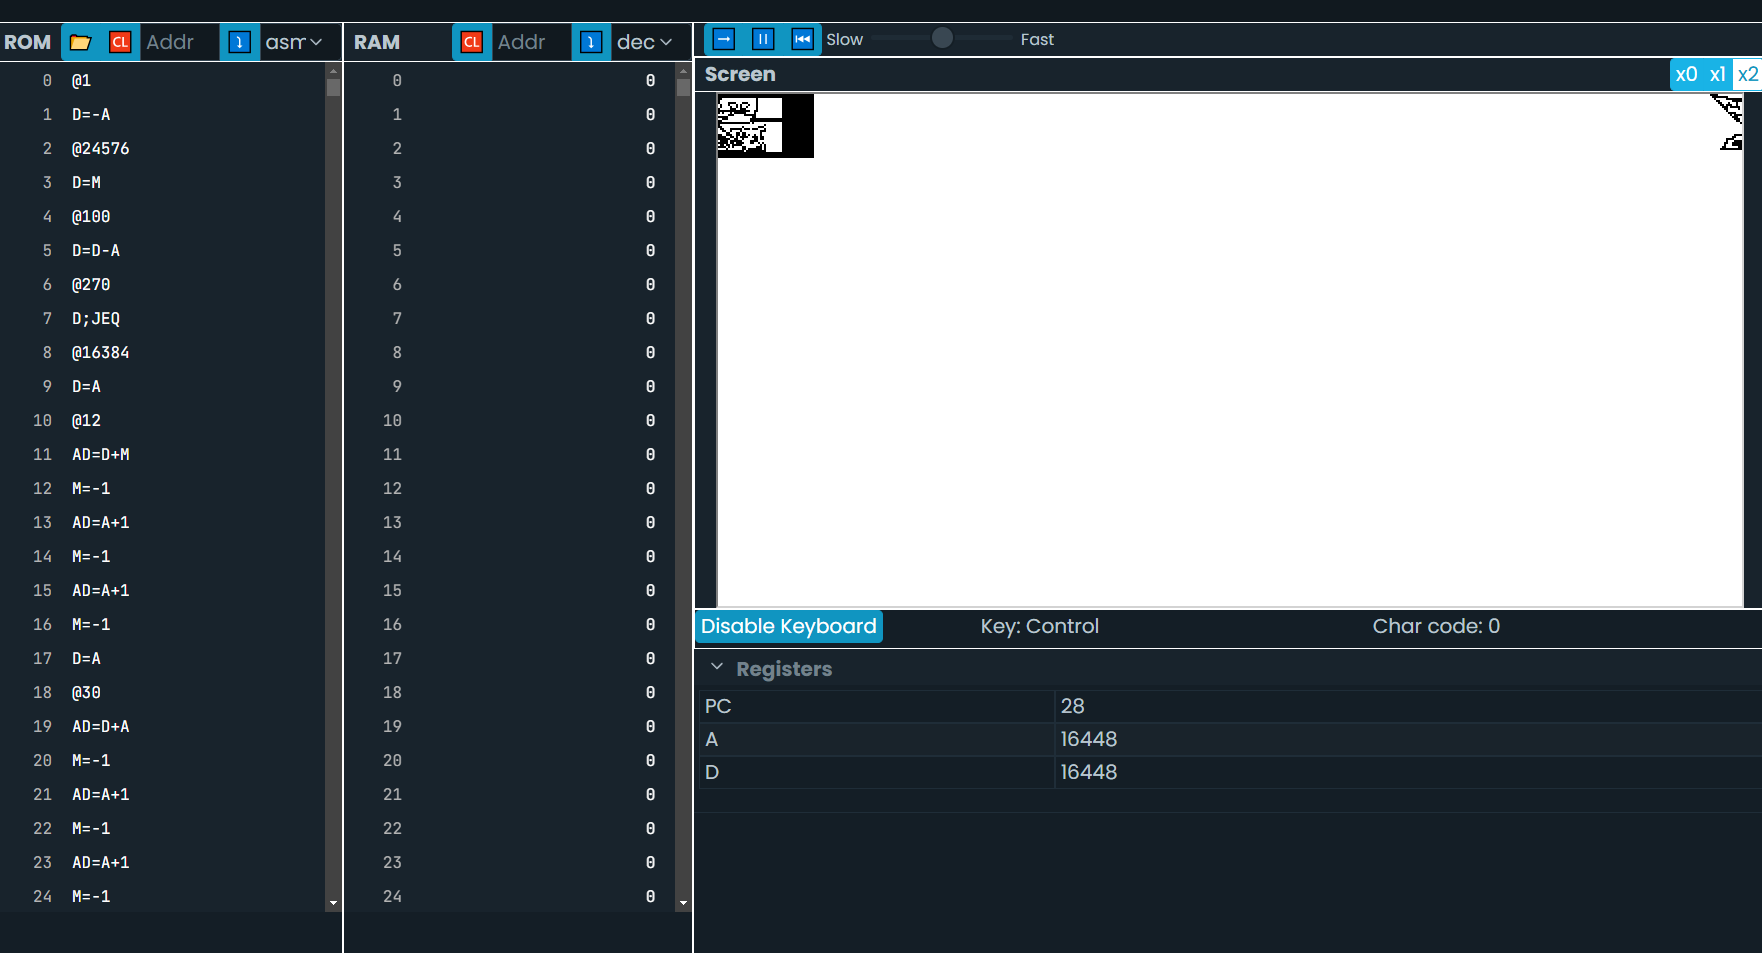 ROM CL Addr asm
0 @1
1 D=-A
2 @24576
3 D=M
4 @100
5 D=D-A
6 @270
7 D;JEQ
8 @16384
9 D=A
10 @12
11 AD=D+M
12 M=-1
13 AD=A+1
14 M=-1
15 AD=A+1
16 M=-1
17 D=A
18 @30
19 AD=D+A
20 M=-1
21 AD=A+1
22 M=-1
23 AD=A+1
24 M=-1
RAM CL Addr dec
0 0
1 0
2 0
3 0
4 0
5 0
6 0
7 0
8 0
9 0
10 0
11 0
12 0
13 0
14 0
15 0
16 0
17 0
18 0
19 0
20 0
21 0
22 0
23 0
24 0
Slow Fast
Screen x0 x1 x2
Disable Keyboard Key: Control Char code: 0
Registers
PC 28
A 16448
D 16448